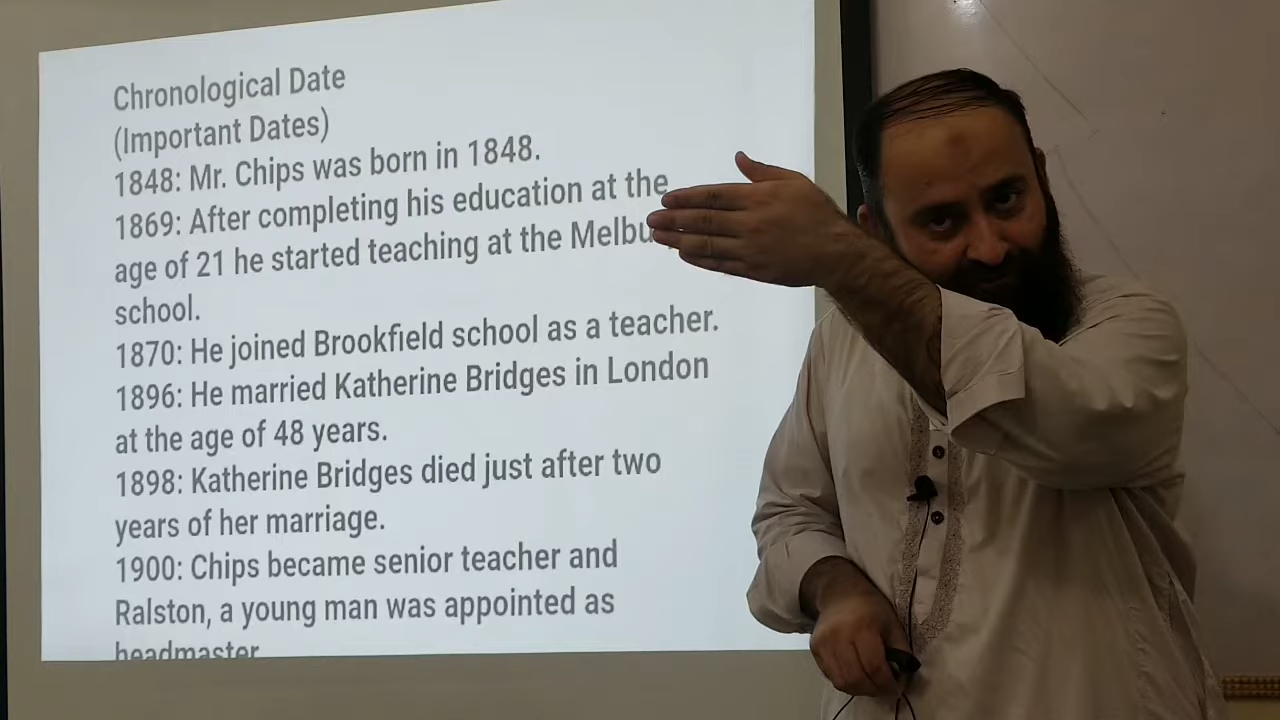 Chronological Date
(Important Dates)
1848: Mr. Chips was born in 1848.
1869: After completing his education at the
age of 21 he started teaching at the
school.
1870: He joined Brookfield school as a teacher.
1896: He married Katherine Bridges in London
at the age of 48 years.
1898: Katherine Bridges died just after two
years of her marriage.
1900: Chips became senior teacher and
Ralston, a young man was appointed as
headmaster